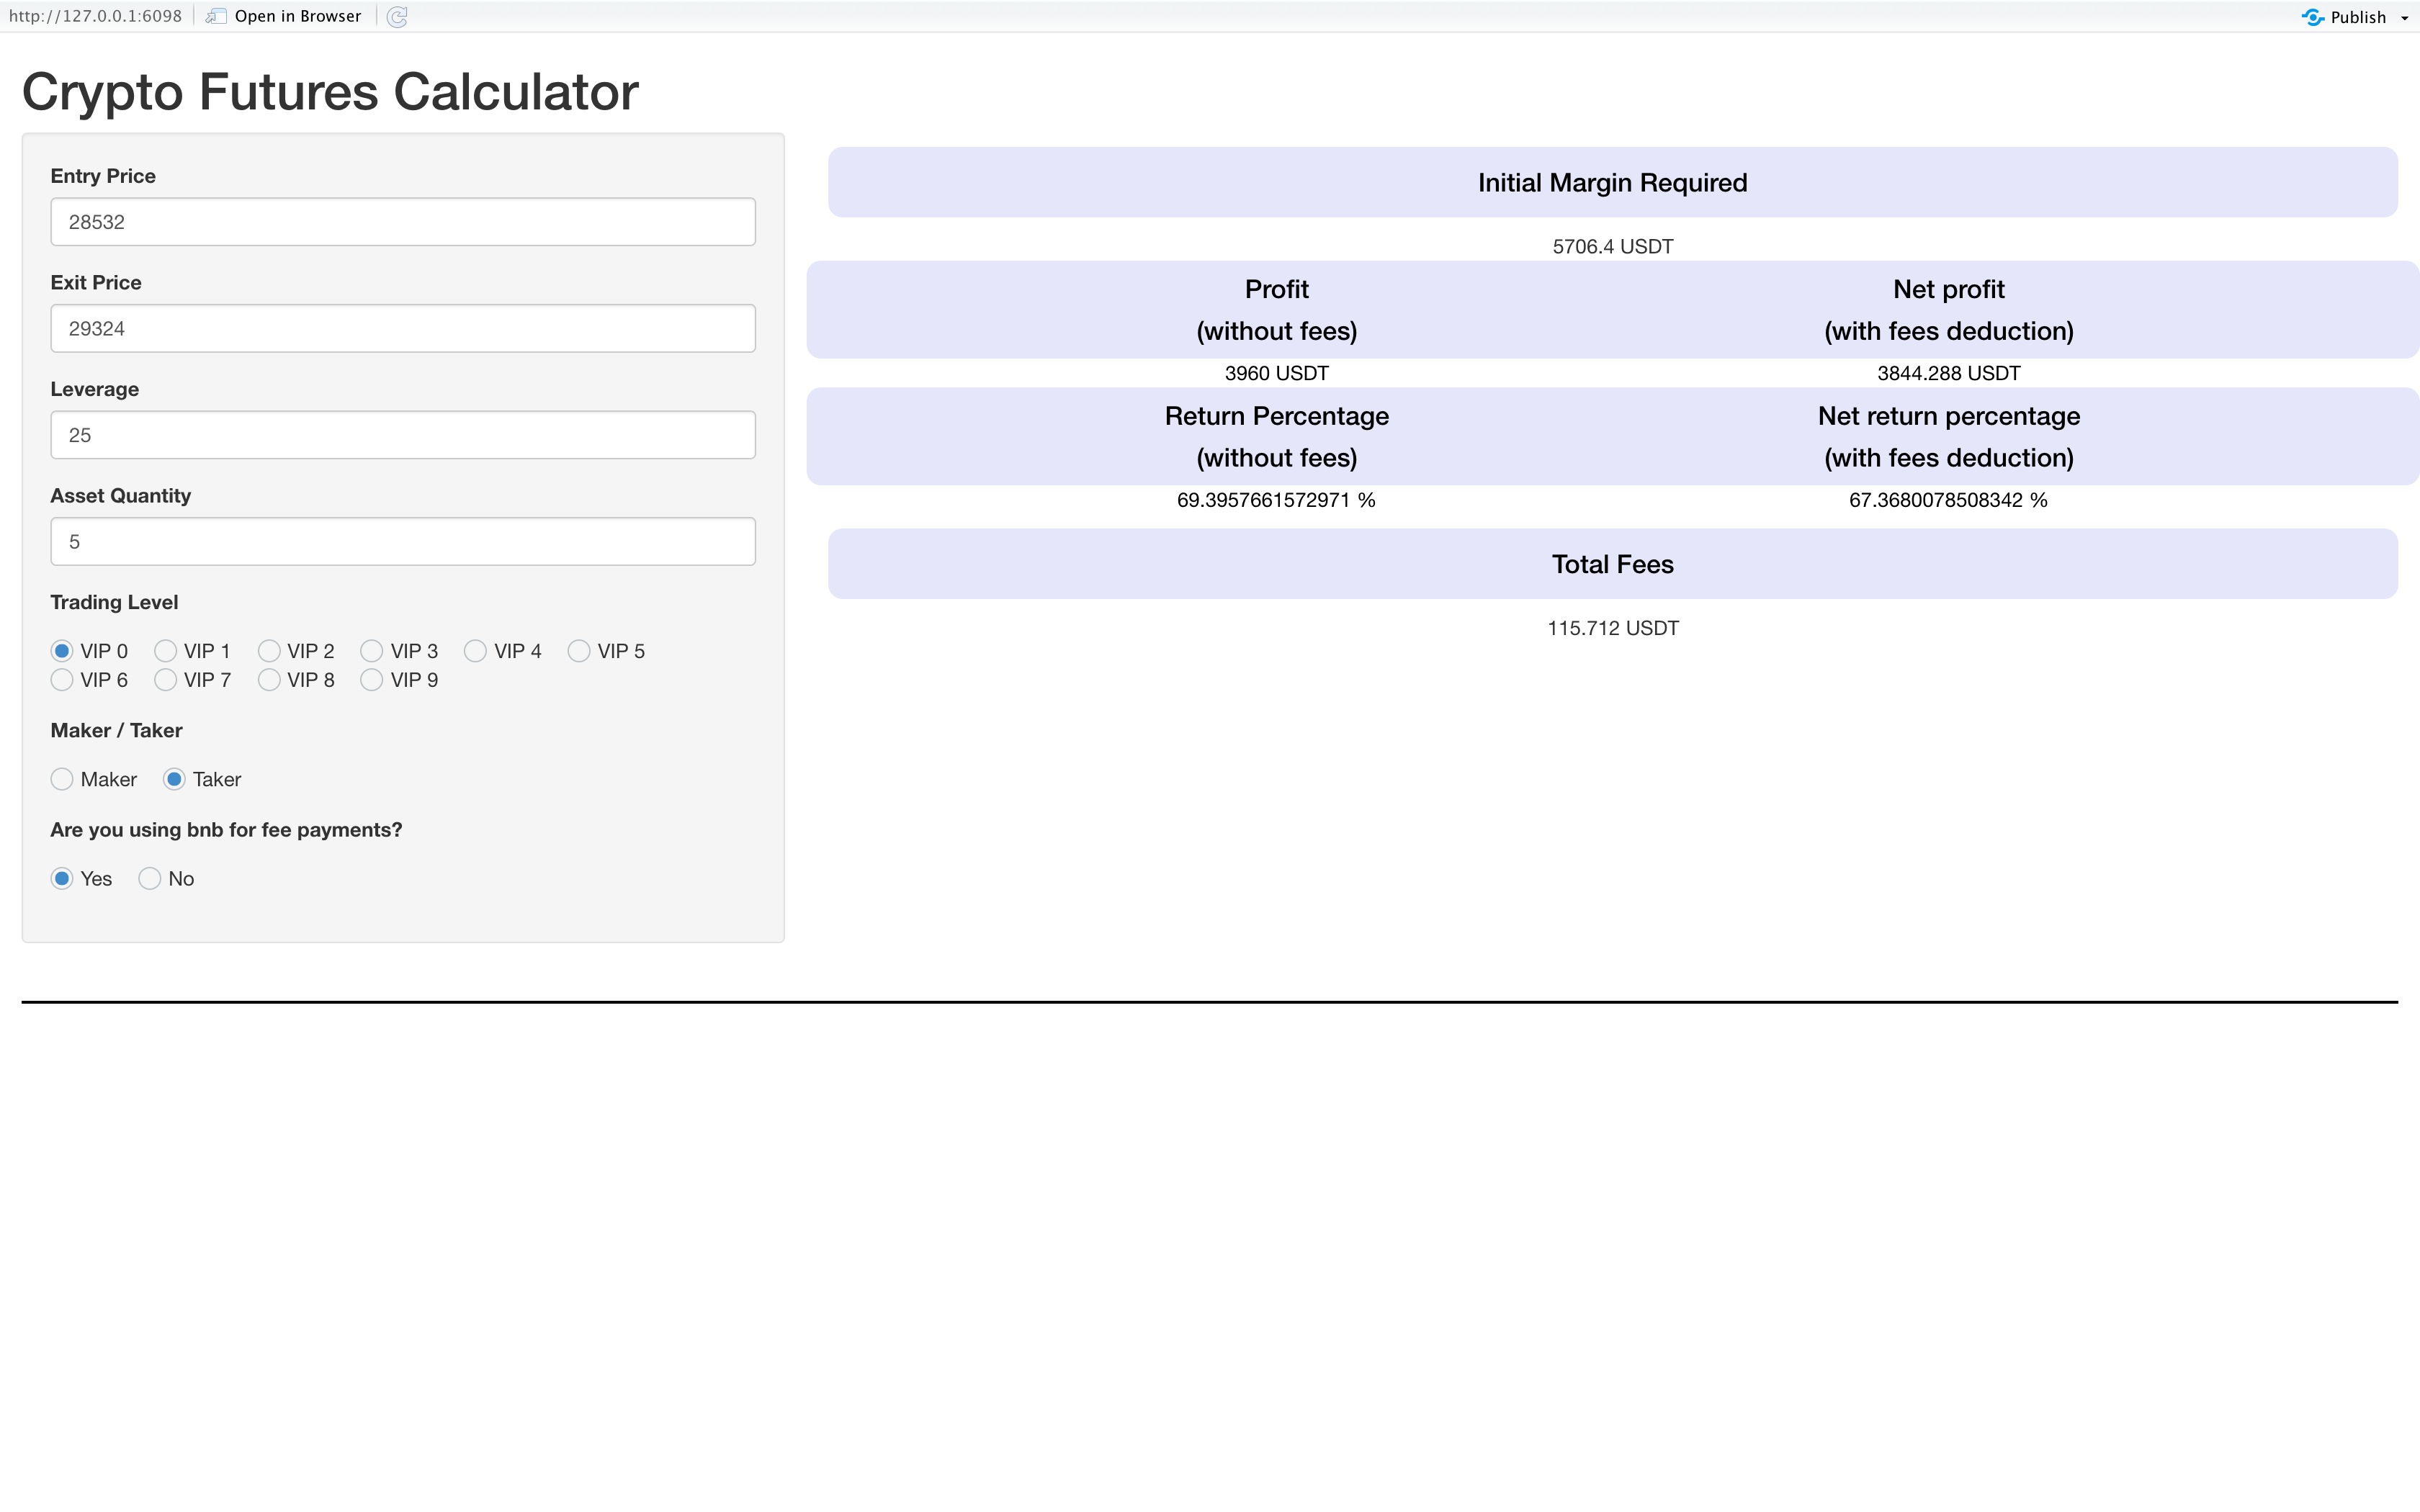 http://127.0.0.1:6098 Open in Browser Publish
Crypto Futures Calculator
Entry Price
28532
Exit Price
29324
Leverage
25
Asset Quantity
5
Trading Level
VIP 0 VIP 1 VIP 2 VIP 3 VIP 4 VIP 5
VIP 6 VIP 7 VIP 8 VIP 9
Maker / Taker
Maker Taker
Are you using bnb for fee payments?
Yes No
Initial Margin Required
5706.4 USDT
Profit Net profit
(without fees) (with fees deduction)
3960 USDT 3844.288 USDT
Return Percentage Net return percentage
(without fees) (with fees deduction)
69.3957661572971 % 67.3680078508342 %
Total Fees
115.712 USDT